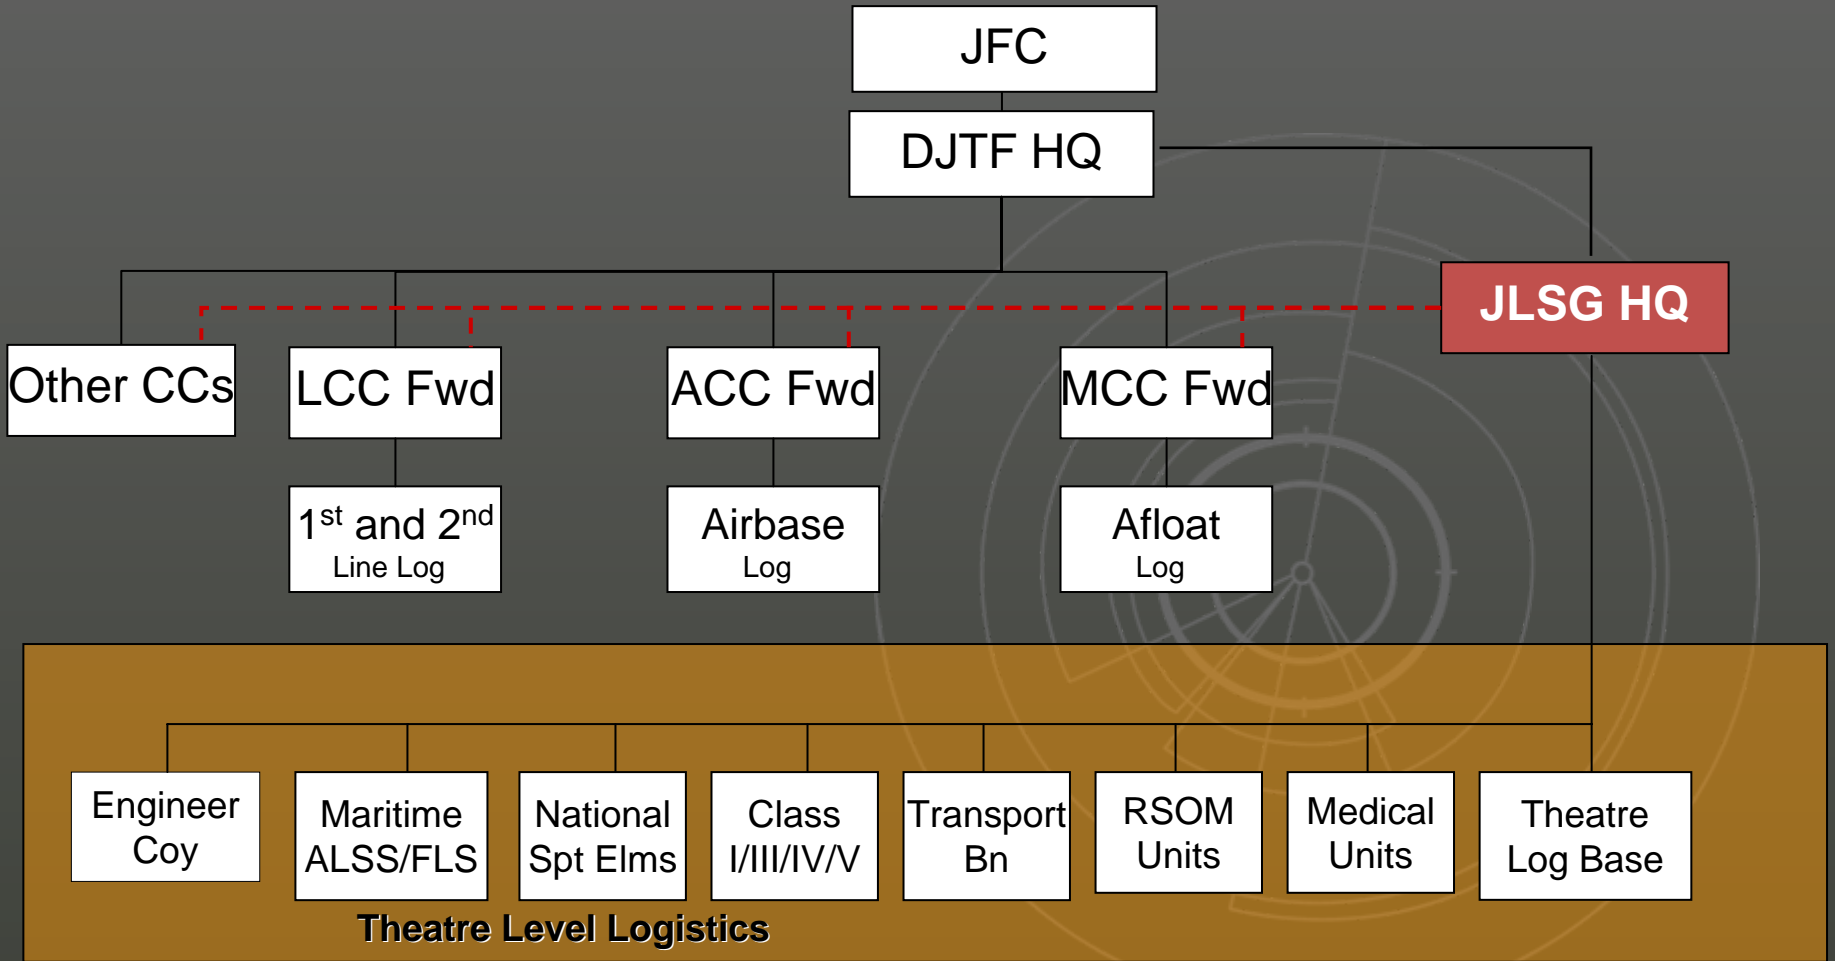 JFC
DJTF HQ
JLSG HQ
Other CCs
LCC Fwd
ACC Fwd
MCC Fwd
1st and 2nd
Line Log
Airbase
Log
Afloat
Log
Engineer
Coy
Maritime
ALSS/FLS
National
Spt Elms
Class
I/III/IV/V
Transport
Bn
RSOM
Units
Medical
Units
Theatre
Log Base
Theatre Level Logistics